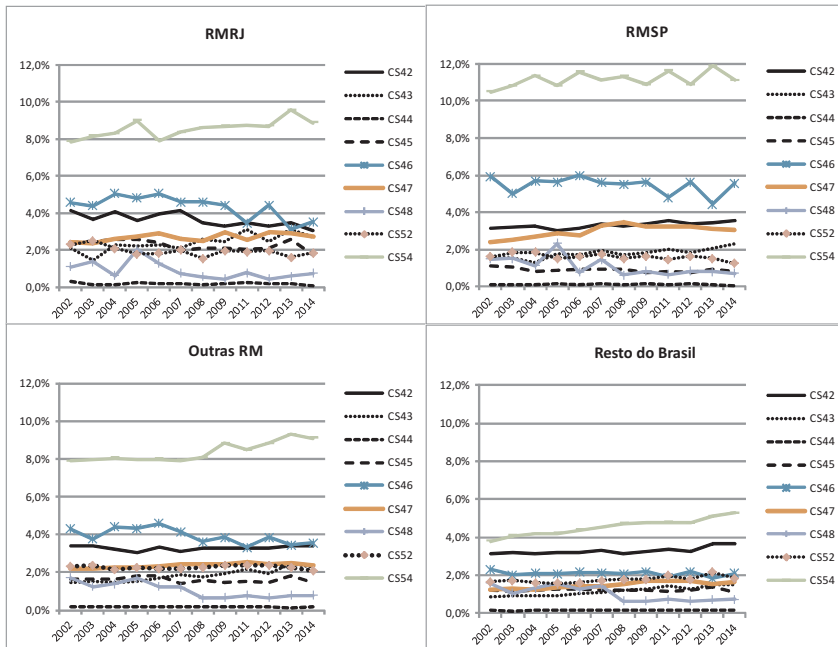 RMRJ
12,0%
10,0%
8,0%
6,0%
4,0%
2,0%
0,0%
2002 2003 2004 2005 2006 2007 2008 2009 2011 2012 2013 2014
CS42
CS43
CS44
CS45
CS46
CS47
CS48
CS52
CS54
RMSP
12,0%
10,0%
8,0%
6,0%
4,0%
2,0%
0,0%
2002 2003 2004 2005 2006 2007 2008 2009 2011 2012 2013 2014
CS42
CS43
CS44
CS45
CS46
CS47
CS48
CS52
CS54
Outras RM
12,0%
10,0%
8,0%
6,0%
4,0%
2,0%
0,0%
2002 2003 2004 2005 2006 2007 2008 2009 2011 2012 2013 2014
CS42
CS43
CS44
CS45
CS46
CS47
CS48
CS52
CS54
Resto do Brasil
12,0%
10,0%
8,0%
6,0%
4,0%
2,0%
0,0%
2002 2003 2004 2005 2006 2007 2008 2009 2011 2012 2013 2014
CS42
CS43
CS44
CS45
CS46
CS47
CS48
CS52
CS54